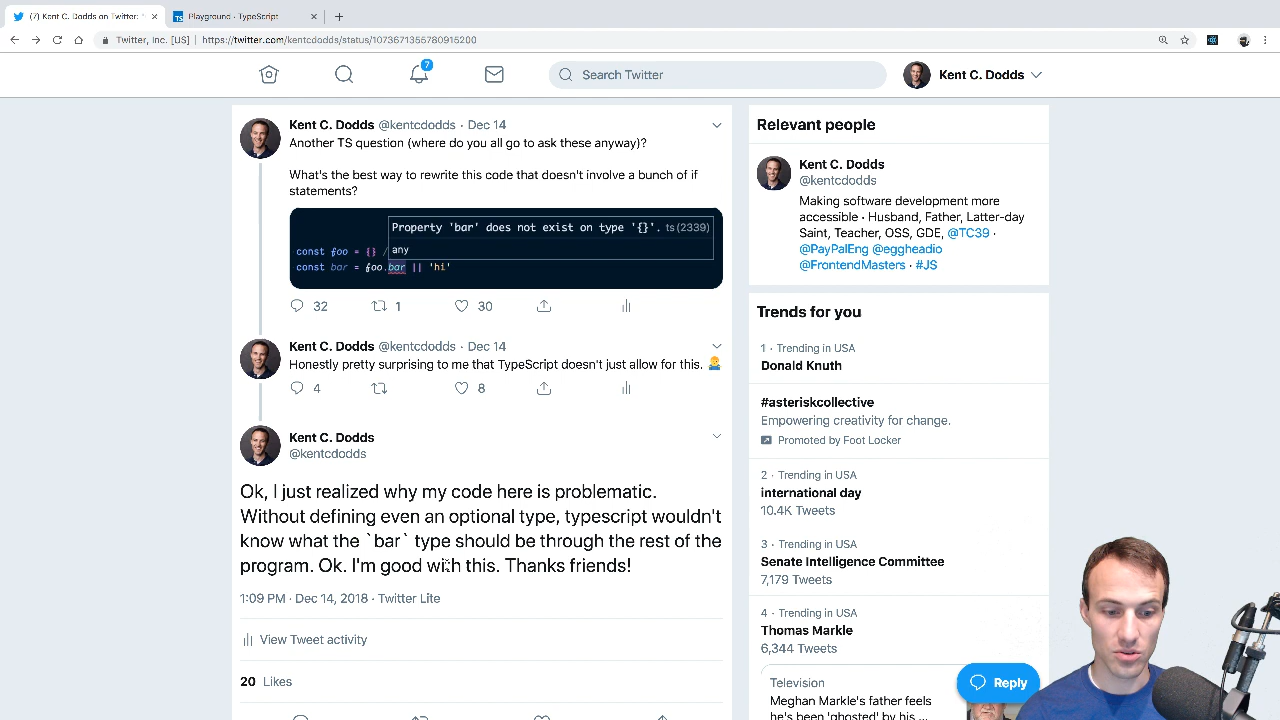 (7) Kent C. Dodds on Twitter:
Playground · TypeScript
Twitter, Inc. [US] | https://twitter.com/kentcdodds/status/1073671355780915200
7
Search Twitter
Kent C. Dodds
Kent C. Dodds @kentcdodds · Dec 14
Another TS question (where do you all go to ask these anyway)?
What's the best way to rewrite this code that doesn't involve a bunch of if
statements?
Property 'bar' does not exist on type '{}'. ts(2339)
any
const foo = {} /
const bar = foo.bar || 'hi'
32
1
30
Kent C. Dodds @kentcdodds · Dec 14
Honestly pretty surprising to me that TypeScript doesn't just allow for this.
4
8
Kent C. Dodds
@kentcdodds
Ok, I just realized why my code here is problematic.
Without defining even an optional type, typescript wouldn't
know what the `bar` type should be through the rest of the
program. Ok. I'm good with this. Thanks friends!
1:09 PM · Dec 14, 2018 · Twitter Lite
View Tweet activity
20 Likes
Relevant people
Kent C. Dodds
@kentcdodds
Making software development more
accessible · Husband, Father, Latter-day
Saint, Teacher, OSS, GDE, @TC39 ·
@PayPalEng @eggheadio
@FrontendMasters · #JS
Trends for you
1 · Trending in USA
Donald Knuth
#asteriskcollective
Empowering creativity for change.
Promoted by Foot Locker
2 · Trending in USA
international day
10.4K Tweets
3 · Trending in USA
Senate Intelligence Committee
7,179 Tweets
4 · Trending in USA
Thomas Markle
6,344 Tweets
Television
Meghan Markle's father feels
he's been 'ghosted' by his ...
Reply